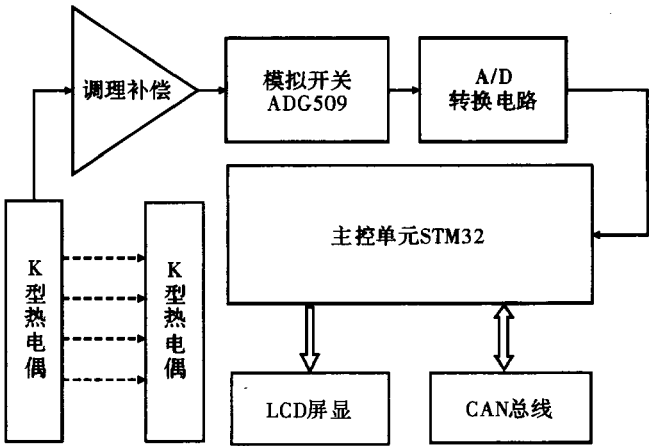 调理补偿
模拟开关
ADG509
A/D
转换电路
主控单元STM32
K型热电偶
K型热电偶
LCD屏显
CAN总线